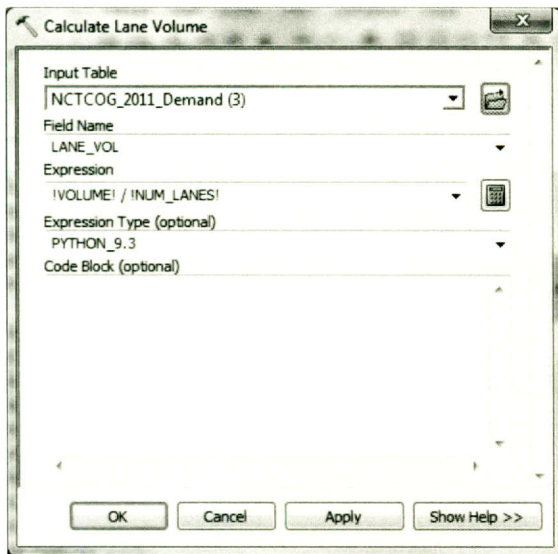 Calculate Lane Volume
Input Table
NCTCOG_2011_Demand (3)
Field Name
LANE_VOL
Expression
!VOLUME! / !NUM_LANES!
Expression Type (optional)
PYTHON_9.3
Code Block (optional)
OK Cancel Apply Show Help >>